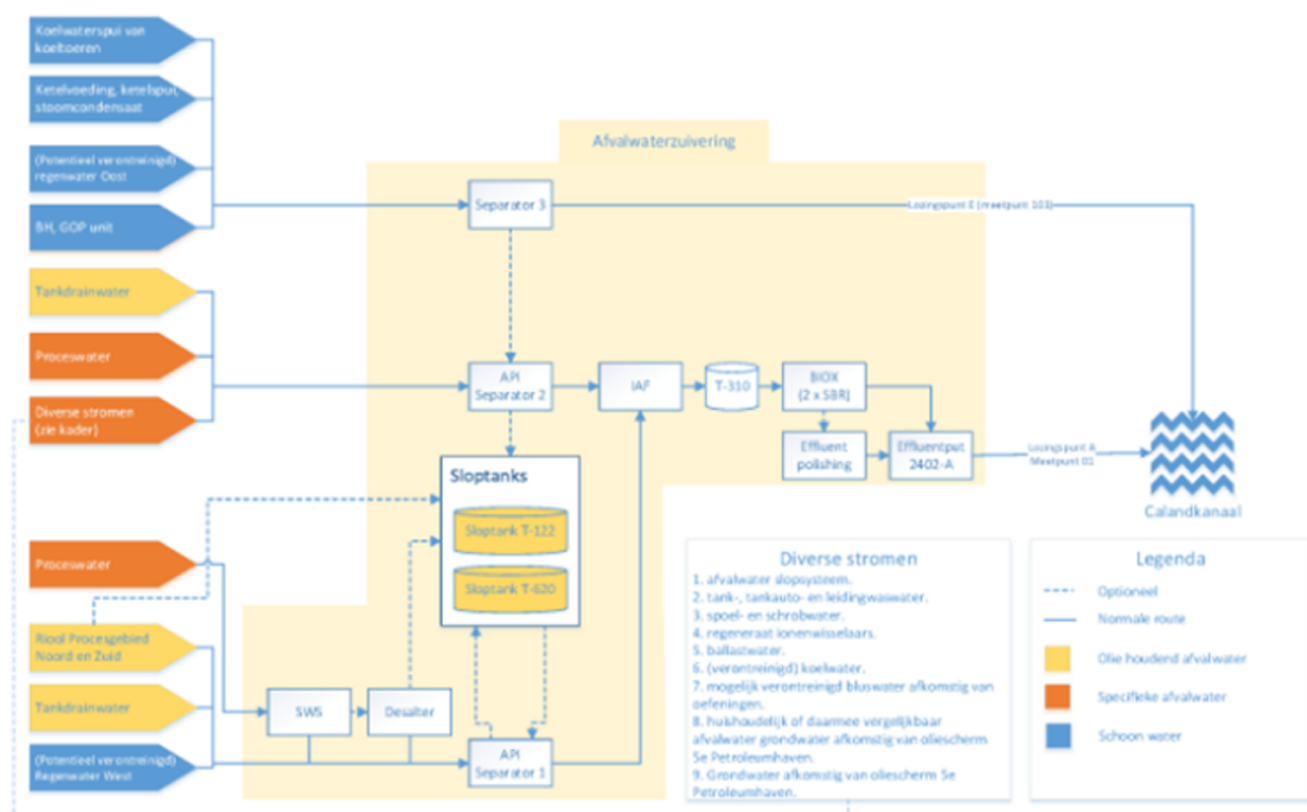 Koelwaterspui van
koeltoeren
Ketelvoeding, ketelspui,
stoomcondensaat
(Potentieel verontreinigd)
regenwater Oost
BH, GOP unit
Tankdrainwater
Proceswater
Diverse stromen
(zie kader)
Proceswater
Riool Procesgebied
Noord en Zuid
Tankdrainwater
(Potentieel verontreinigd)
Regenwater West
Afvalwaterzuivering
Separator 3
Lozingspunt E (meetpunt 103)
API
Separator 2
IAF
T-310
BIOX
(2 x SBR)
Effluent
polishing
Effluentput
2402-A
Lozingspunt A
Meetpunt 01
Calandkanaal
Sloptanks
Sloptank T-122
Sloptank T-620
SWS
Desalter
API
Separator 1
Diverse stromen
1. afvalwater slopsysteem.
2. tank-, tankauto- en leidingwaswater.
3. spoel- en schrobwater.
4. regeneraat ionenwisselaars.
5. ballastwater.
6. (verontreinigd) koelwater.
7. mogelijk verontreinigd bluswater afkomstig van
oefeningen.
8. huishoudelijk of daarmee vergelijkbaar
afvalwater grondwater afkomstig van oliescherm
5e Petroleumhaven.
9. Grondwater afkomstig van oliescherm 5e
Petroleumhaven.
Legenda
Optioneel
Normale route
Olie houdend afvalwater
Specifieke afvalwater
Schoon water